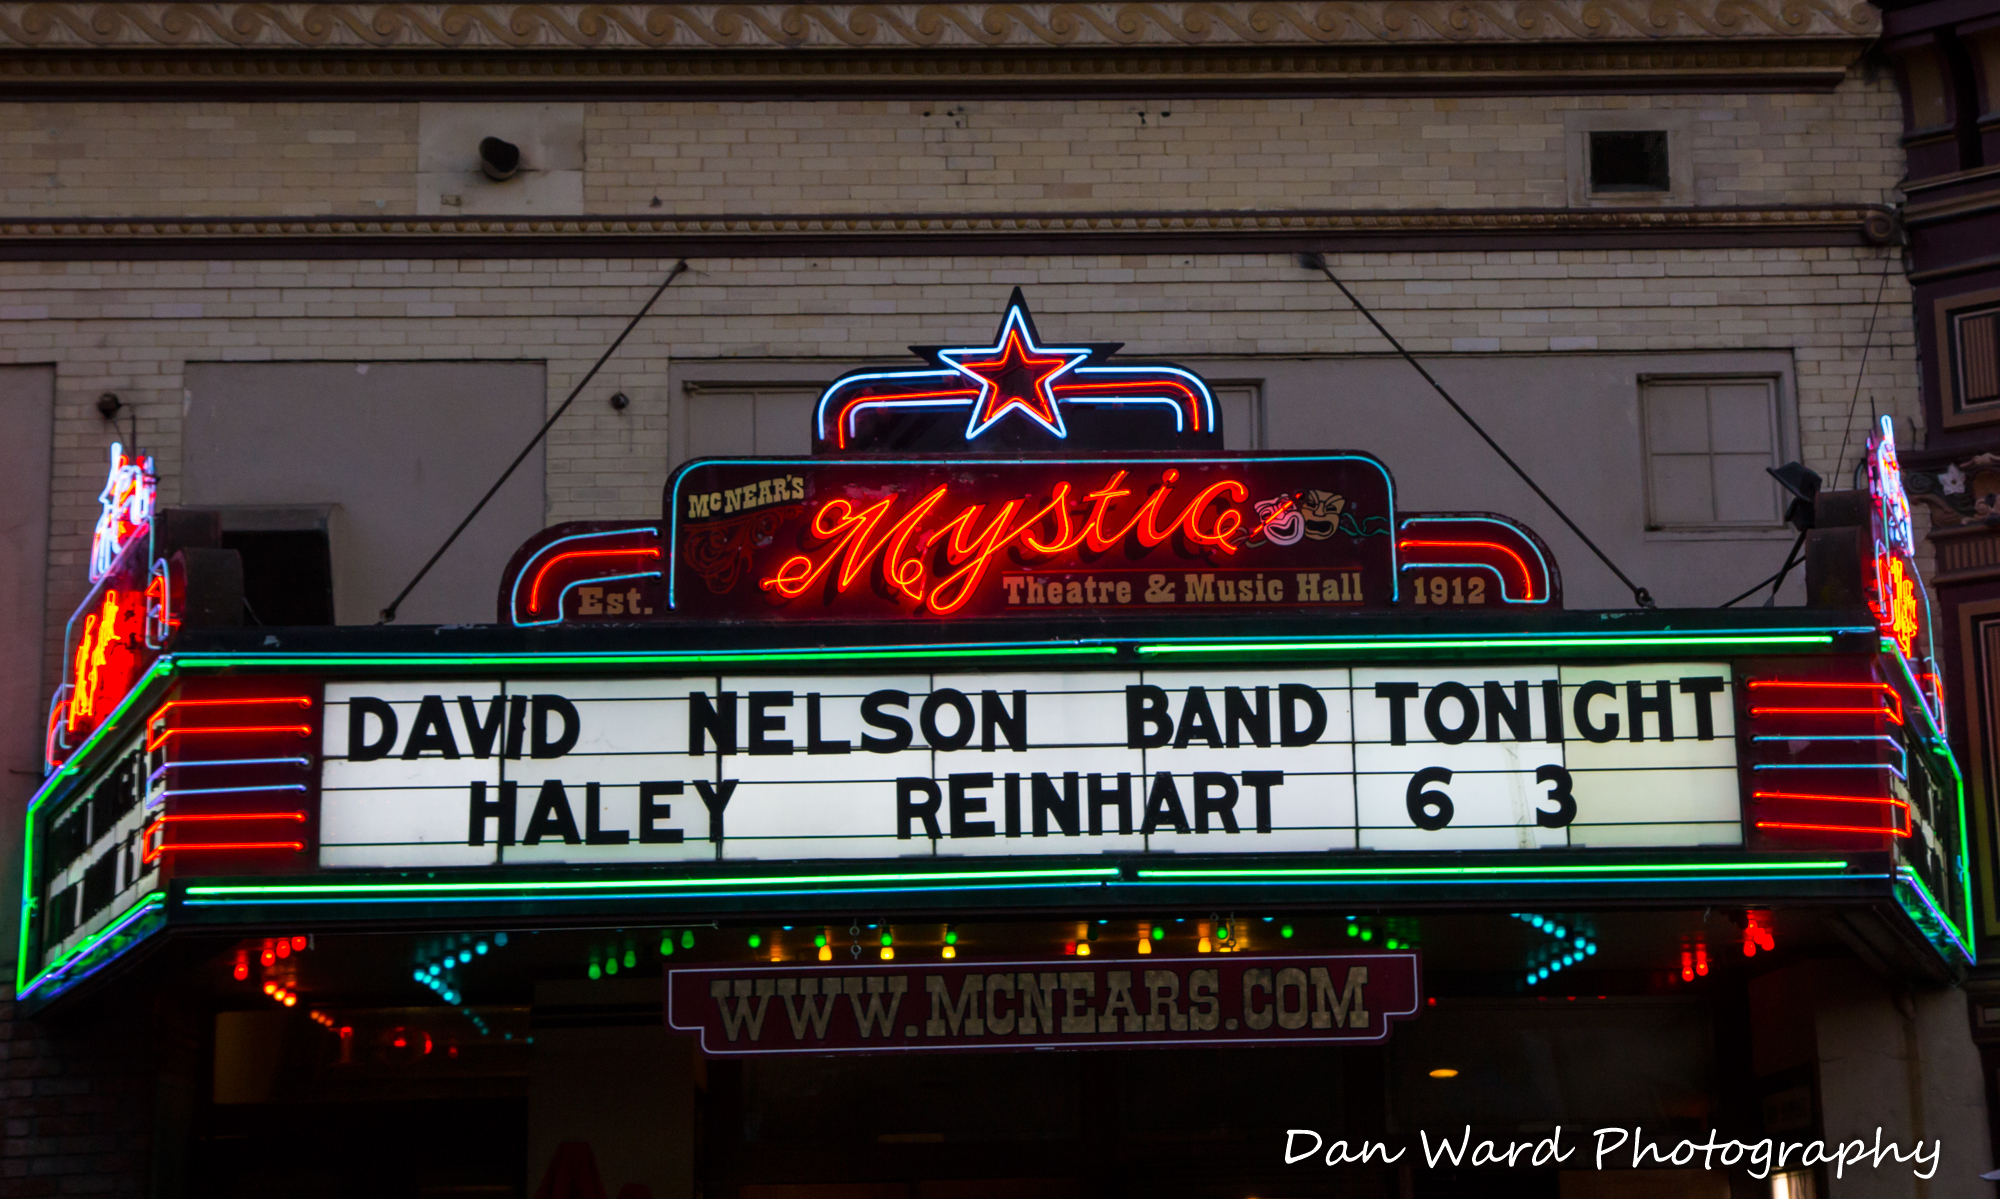 McNEAR'S
Mystic
Theatre & Music Hall
Est.
1912
DAVID NELSON BAND TONIGHT
HALEY REINHART 6 3
WWW.MCNEARS.COM
Dan Ward Photography